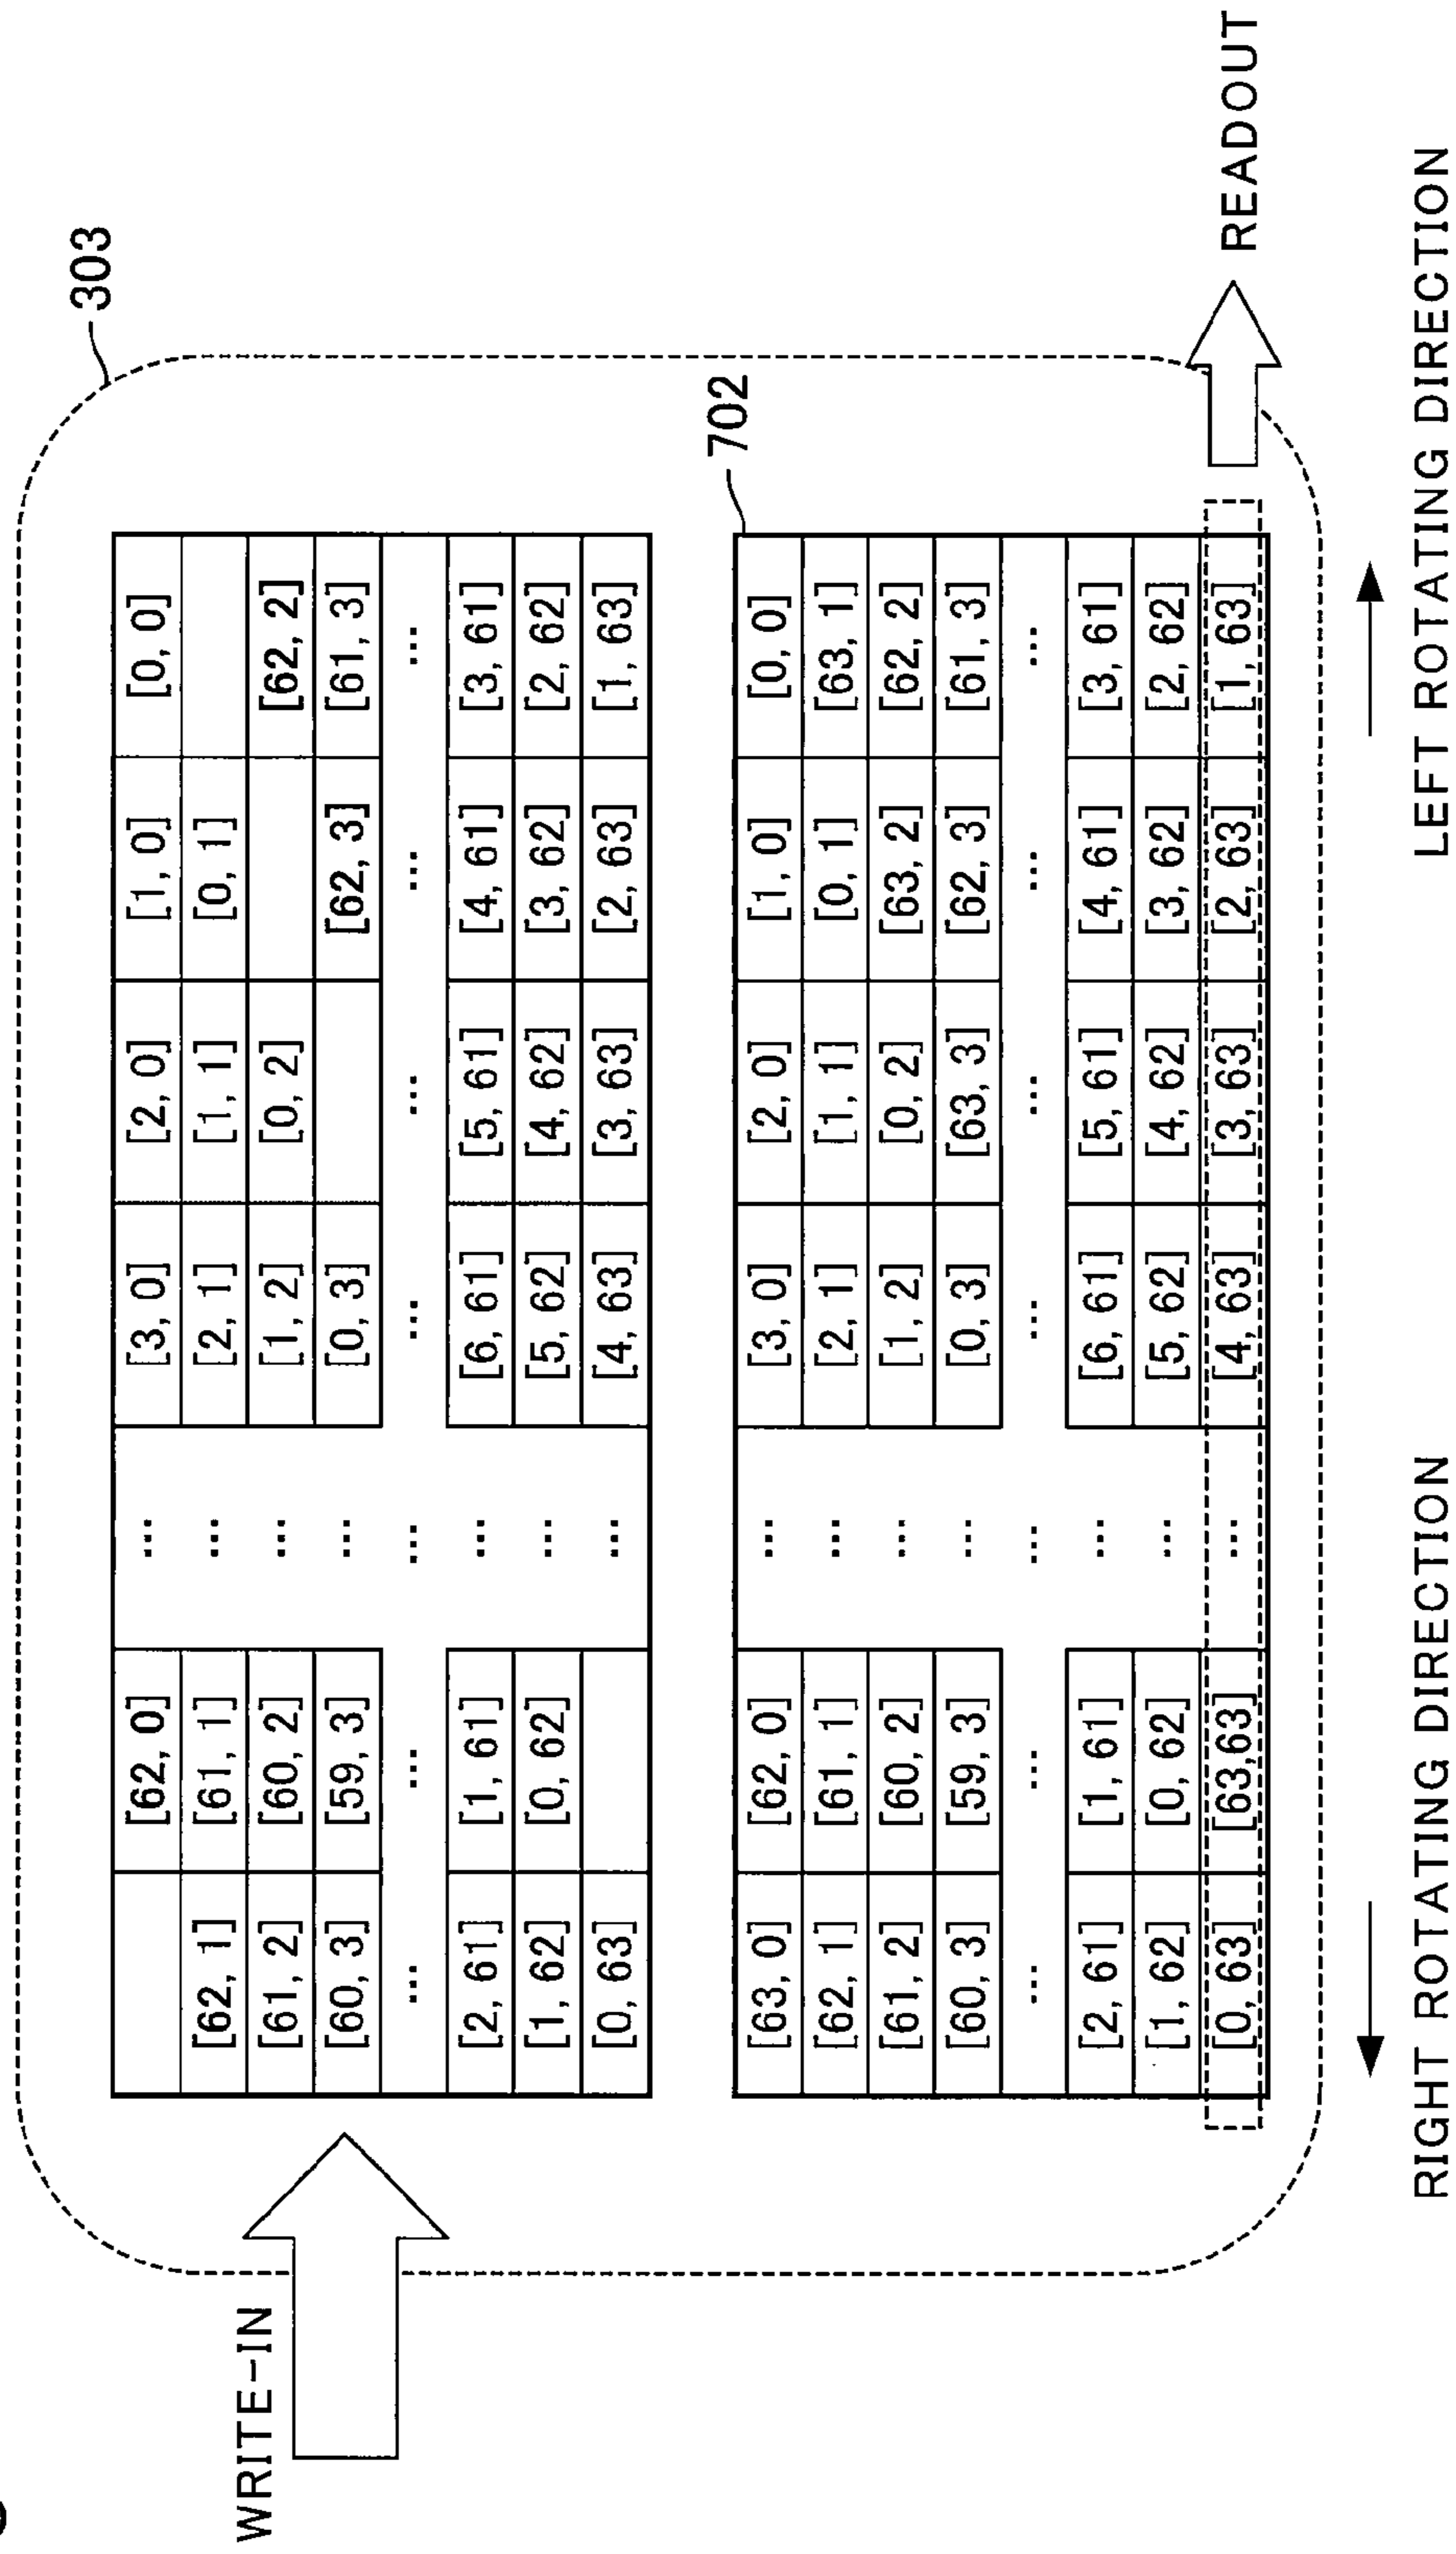 303
[62, 0] ... [3, 0] [2, 0] [1, 0] [0, 0]
[62, 1] [61, 1] ... [2, 1] [1, 1] [0, 1]
WRITE-IN
[61, 2] [60, 2] ... [1, 2] [0, 2] [62, 2]
[60, 3] [59, 3] ... [0, 3] [62, 3] [61, 3]
... ... ... ... ... ... ...
[2, 61] [1, 61] ... [6, 61] [5, 61] [4, 61] [3, 61]
[1, 62] [0, 62] ... [5, 62] [4, 62] [3, 62] [2, 62]
[0, 63] ... [4, 63] [3, 63] [2, 63] [1, 63]
702
[63, 0] [62, 0] ... [3, 0] [2, 0] [1, 0] [0, 0]
[62, 1] [61, 1] ... [2, 1] [1, 1] [0, 1] [63, 1]
[61, 2] [60, 2] ... [1, 2] [0, 2] [63, 2] [62, 2]
[60, 3] [59, 3] ... [0, 3] [63, 3] [62, 3] [61, 3]
... ... ... ... ... ... ...
[2, 61] [1, 61] ... [6, 61] [5, 61] [4, 61] [3, 61]
[1, 62] [0, 62] ... [5, 62] [4, 62] [3, 62] [2, 62]
[0, 63] [63,63] ... [4, 63] [3, 63] [2, 63] [1, 63]
READOUT
RIGHT ROTATING DIRECTION
LEFT ROTATING DIRECTION